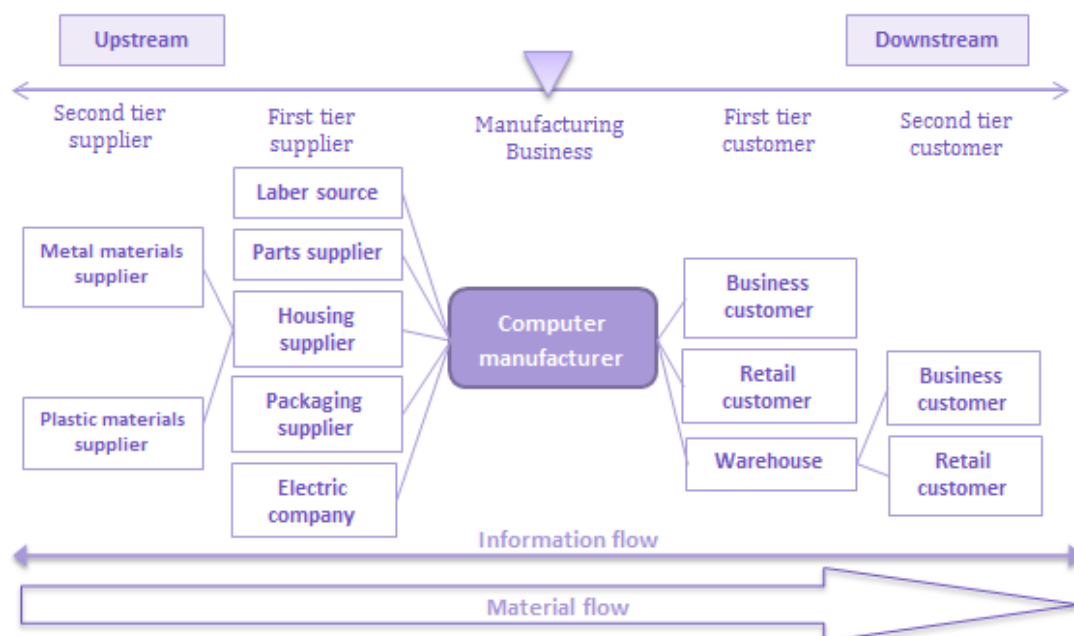 Upstream
Downstream
Second tier
supplier
First tier
supplier
Manufacturing
Business
First tier
customer
Second tier
customer
Laber source
Parts supplier
Housing
supplier
Packaging
supplier
Electric
company
Metal materials
supplier
Plastic materials
supplier
Computer
manufacturer
Business
customer
Retail
customer
Warehouse
Business
customer
Retail
customer
Information flow
Material flow